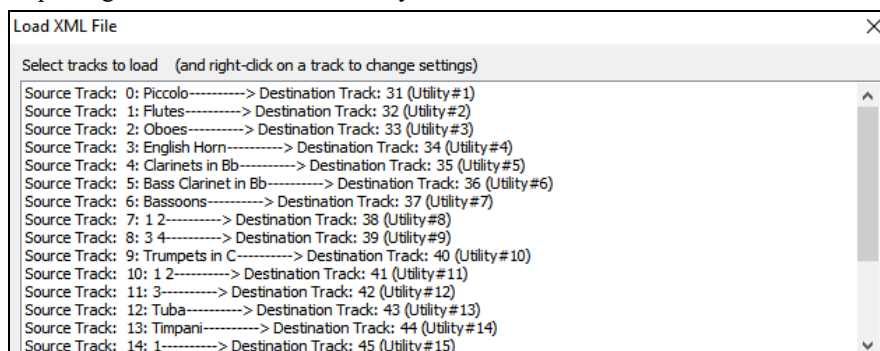 Load XML File
Select tracks to load (and right-click on a track to change settings)
Source Track: 0: Piccolo----------> Destination Track: 31 (Utility#1)
Source Track: 1: Flutes----------> Destination Track: 32 (Utility#2)
Source Track: 2: Oboes----------> Destination Track: 33 (Utility#3)
Source Track: 3: English Horn----------> Destination Track: 34 (Utility#4)
Source Track: 4: Clarinets in Bb----------> Destination Track: 35 (Utility#5)
Source Track: 5: Bass Clarinet in Bb----------> Destination Track: 36 (Utility#6)
Source Track: 6: Bassoons----------> Destination Track: 37 (Utility#7)
Source Track: 7: 1 2----------> Destination Track: 38 (Utility#8)
Source Track: 8: 3 4----------> Destination Track: 39 (Utility#9)
Source Track: 9: Trumpets in C----------> Destination Track: 40 (Utility#10)
Source Track: 10: 1 2----------> Destination Track: 41 (Utility#11)
Source Track: 11: 3----------> Destination Track: 42 (Utility#12)
Source Track: 12: Tuba----------> Destination Track: 43 (Utility#13)
Source Track: 13: Timpani----------> Destination Track: 44 (Utility#14)
Source Track: 14: 1----------> Destination Track: 45 (Utility#15)